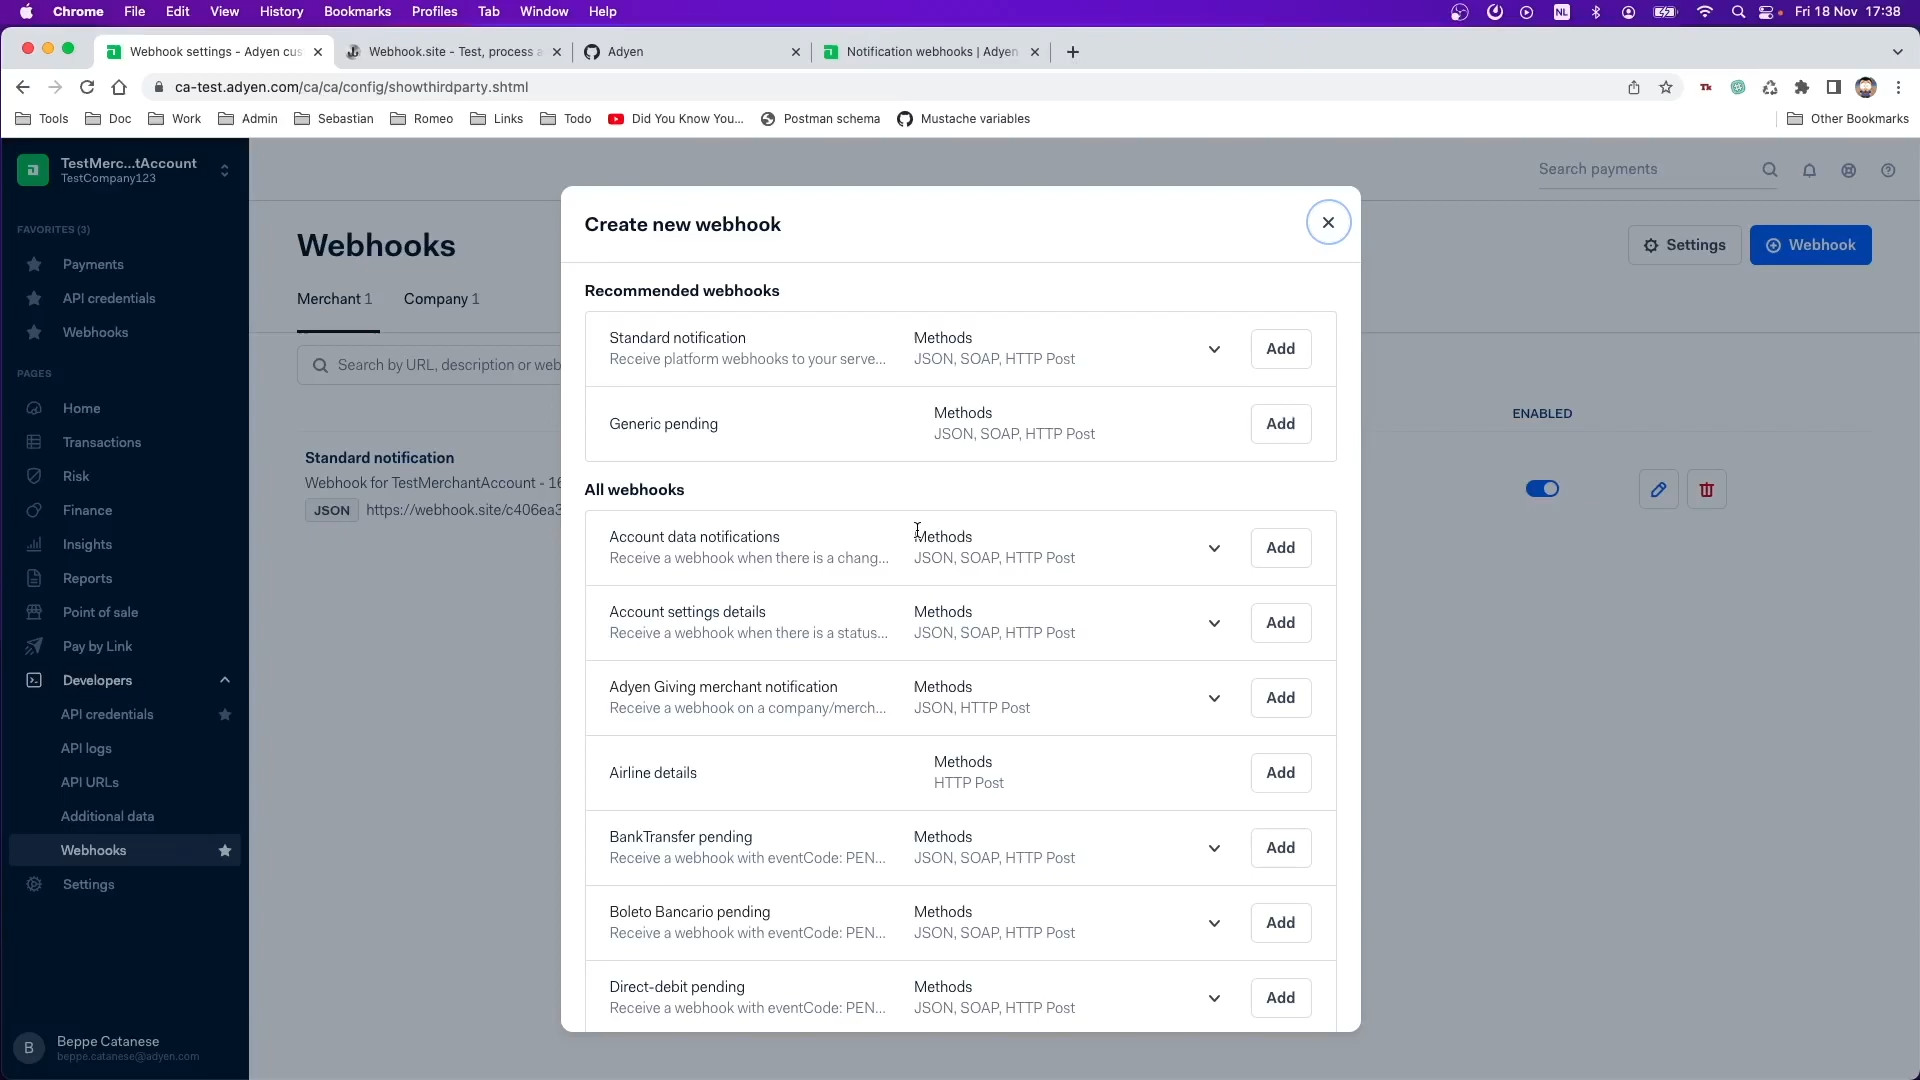 Chrome File Edit View History Bookmarks Profiles Tab Window Help NL Fri 18 Nov 17:38
Webhook settings - Adyen cus Webhook.site - Test, process a Adyen Notification webhooks | Adyen
ca-test.adyen.com/ca/ca/config/showthirdparty.shtml
Tools Doc Work Admin Sebastian Romeo Links Todo Did You Know You... Postman schema Mustache variables Other Bookmarks
TestMerc...tAccount
TestCompany123
Search payments
FAVORITES (3)
Payments
API credentials
Webhooks
PAGES
Home
Transactions
Risk
Finance
Insights
Reports
Point of sale
Pay by Link
Developers
API credentials
API logs
API URLs
Additional data
Webhooks
Settings
B
Beppe Catanese
beppe.catanese@adyen.com
Webhooks
Settings
Webhook
Merchant 1 Company 1
Search by URL, description or web
ENABLED
Standard notification
Webhook for TestMerchantAccount - 16
JSON https://webhook.site/c406ea3
Create new webhook
Recommended webhooks
Standard notification
Receive platform webhooks to your serve...
Methods
JSON, SOAP, HTTP Post
Add
Generic pending
Methods
JSON, SOAP, HTTP Post
Add
All webhooks
Account data notifications
Receive a webhook when there is a chang...
Methods
JSON, SOAP, HTTP Post
Add
Account settings details
Receive a webhook when there is a status...
Methods
JSON, SOAP, HTTP Post
Add
Adyen Giving merchant notification
Receive a webhook on a company/merch...
Methods
JSON, HTTP Post
Add
Airline details
Methods
HTTP Post
Add
BankTransfer pending
Receive a webhook with eventCode: PEN...
Methods
JSON, SOAP, HTTP Post
Add
Boleto Bancario pending
Receive a webhook with eventCode: PEN...
Methods
JSON, SOAP, HTTP Post
Add
Direct-debit pending
Receive a webhook with eventCode: PEN...
Methods
JSON, SOAP, HTTP Post
Add